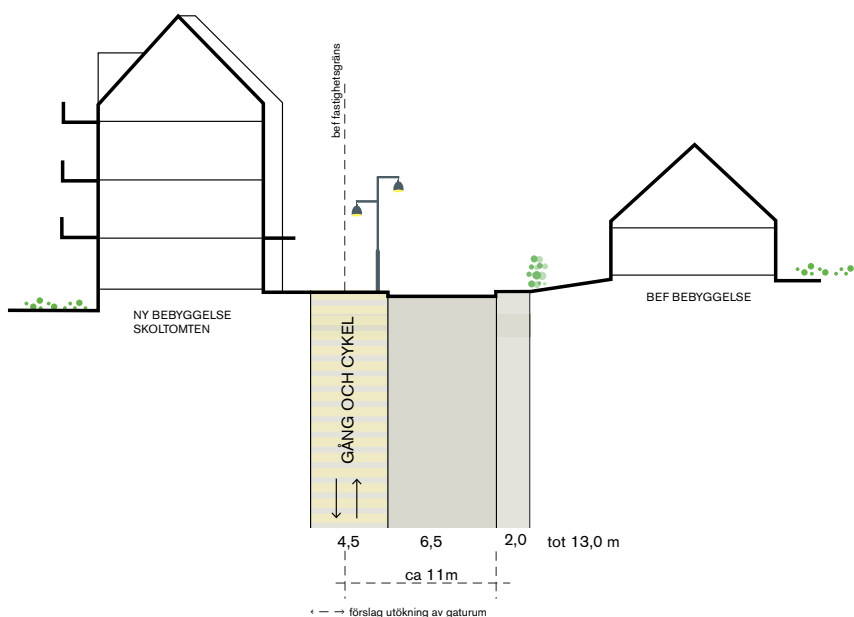 bef fastighetsgräns
NY BEBYGGELSE
SKOLTOMTEN
BEF BEBYGGELSE
GÅNG OCH CYKEL
4,5
6,5
2,0
tot 13,0 m
ca 11m
förslag utökning av gaturum